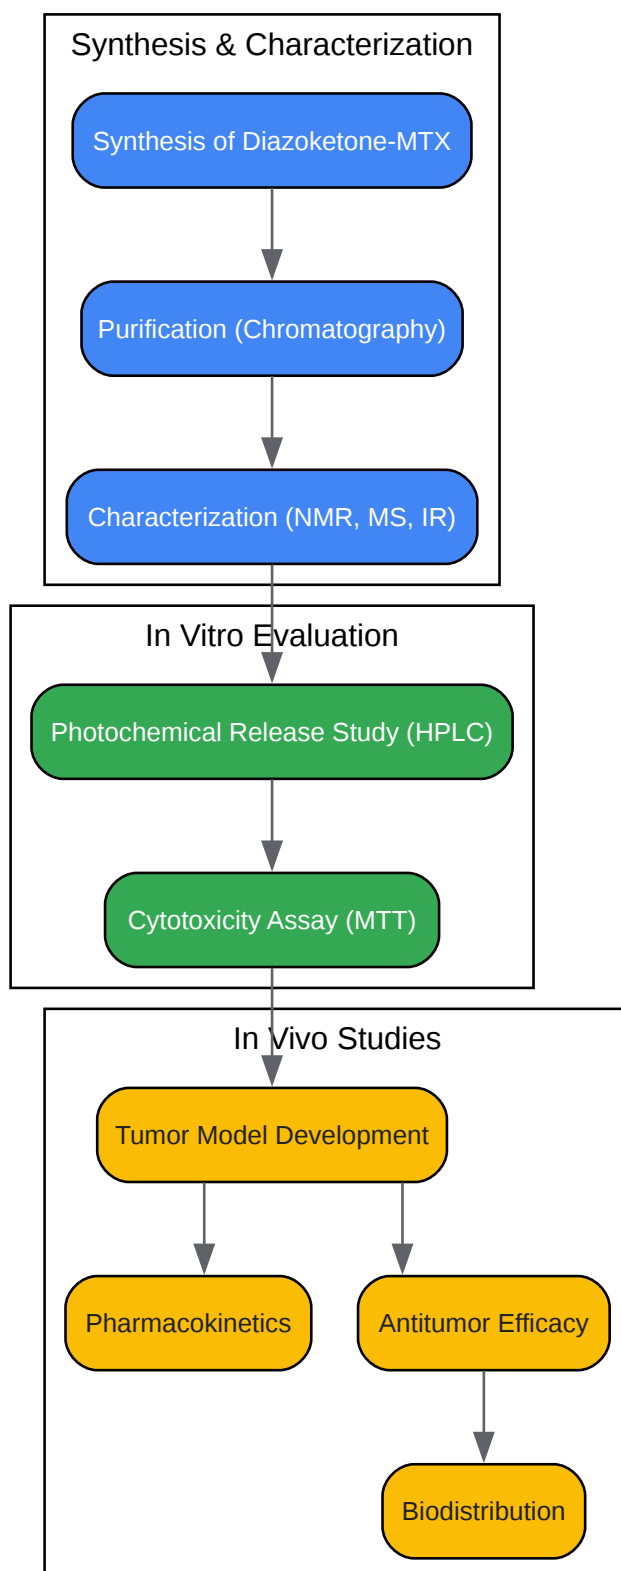 Synthesis & Characterization
Synthesis of Diazoketone-MTX
Purification (Chromatography)
Characterization (NMR, MS, IR)
In Vitro Evaluation
Photochemical Release Study (HPLC)
Cytotoxicity Assay (MTT)
In Vivo Studies
Tumor Model Development
Pharmacokinetics
Antitumor Efficacy
Biodistribution